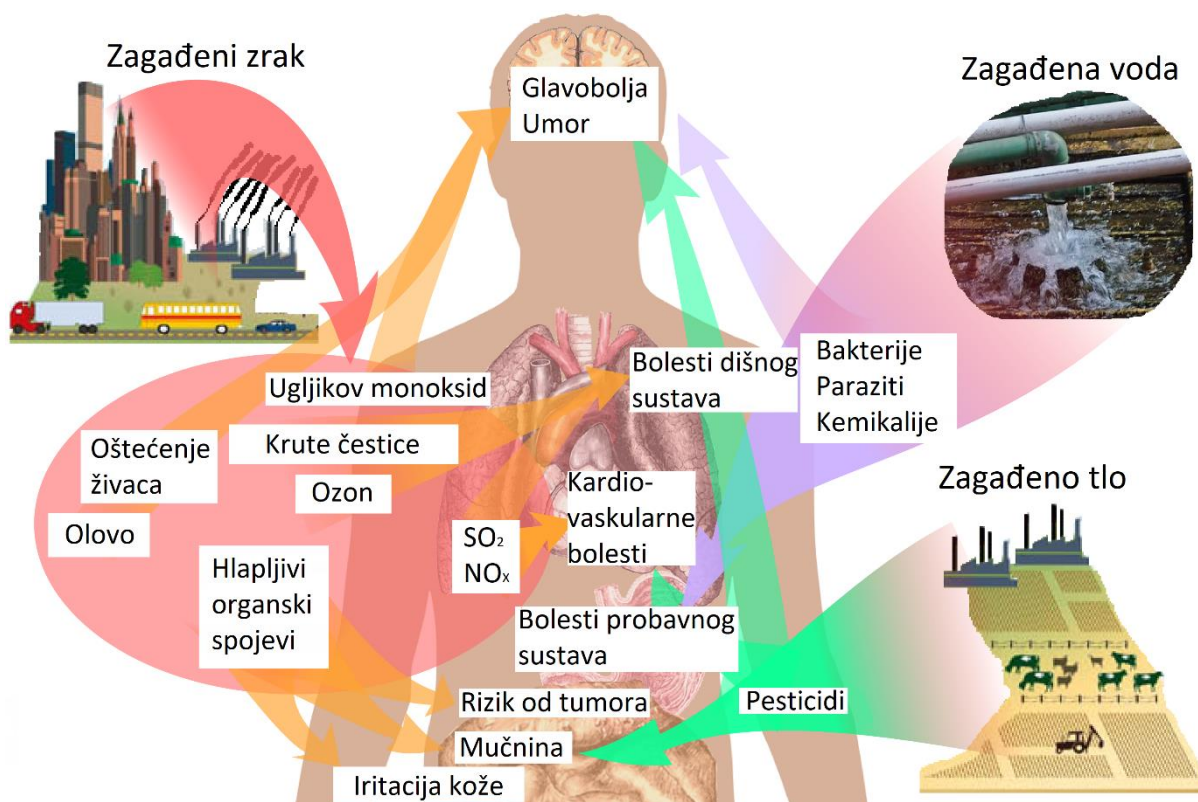 Zagađeni zrak
Zagađena voda
Glavobolja
Umor
Ugljikov monoksid
Bolesti dišnog
sustava
Bakterije
Paraziti
Kemikalije
Oštećenje
živaca
Krute čestice
Ozon
Olovo
Kardio-
vaskularne
bolesti
Zagađeno tlo
SO₂
NOₓ
Hlapljivi
organski
spojevi
Bolesti probavnog
sustava
Rizik od tumora
Pesticidi
Mučnina
Iritacija kože